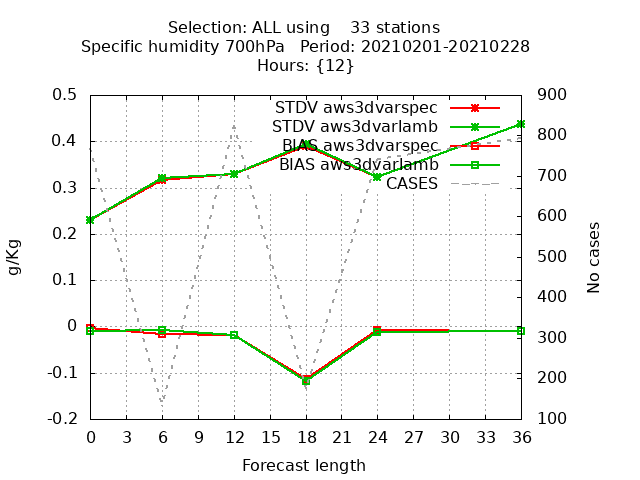 Selection: ALL using 33 stations
Specific humidity 700hPa Period: 20210201-20210228
Hours: {12}
STDV aws3dvarspec
STDV aws3dvarlamb
BIAS aws3dvarspec
BIAS aws3dvarlamb
CASES
0.5
0.4
0.3
0.2
0.1
0
-0.1
-0.2
g/Kg
900
800
700
600
500
400
300
200
100
No cases
0 3 6 9 12 15 18 21 24 27 30 33 36
Forecast length